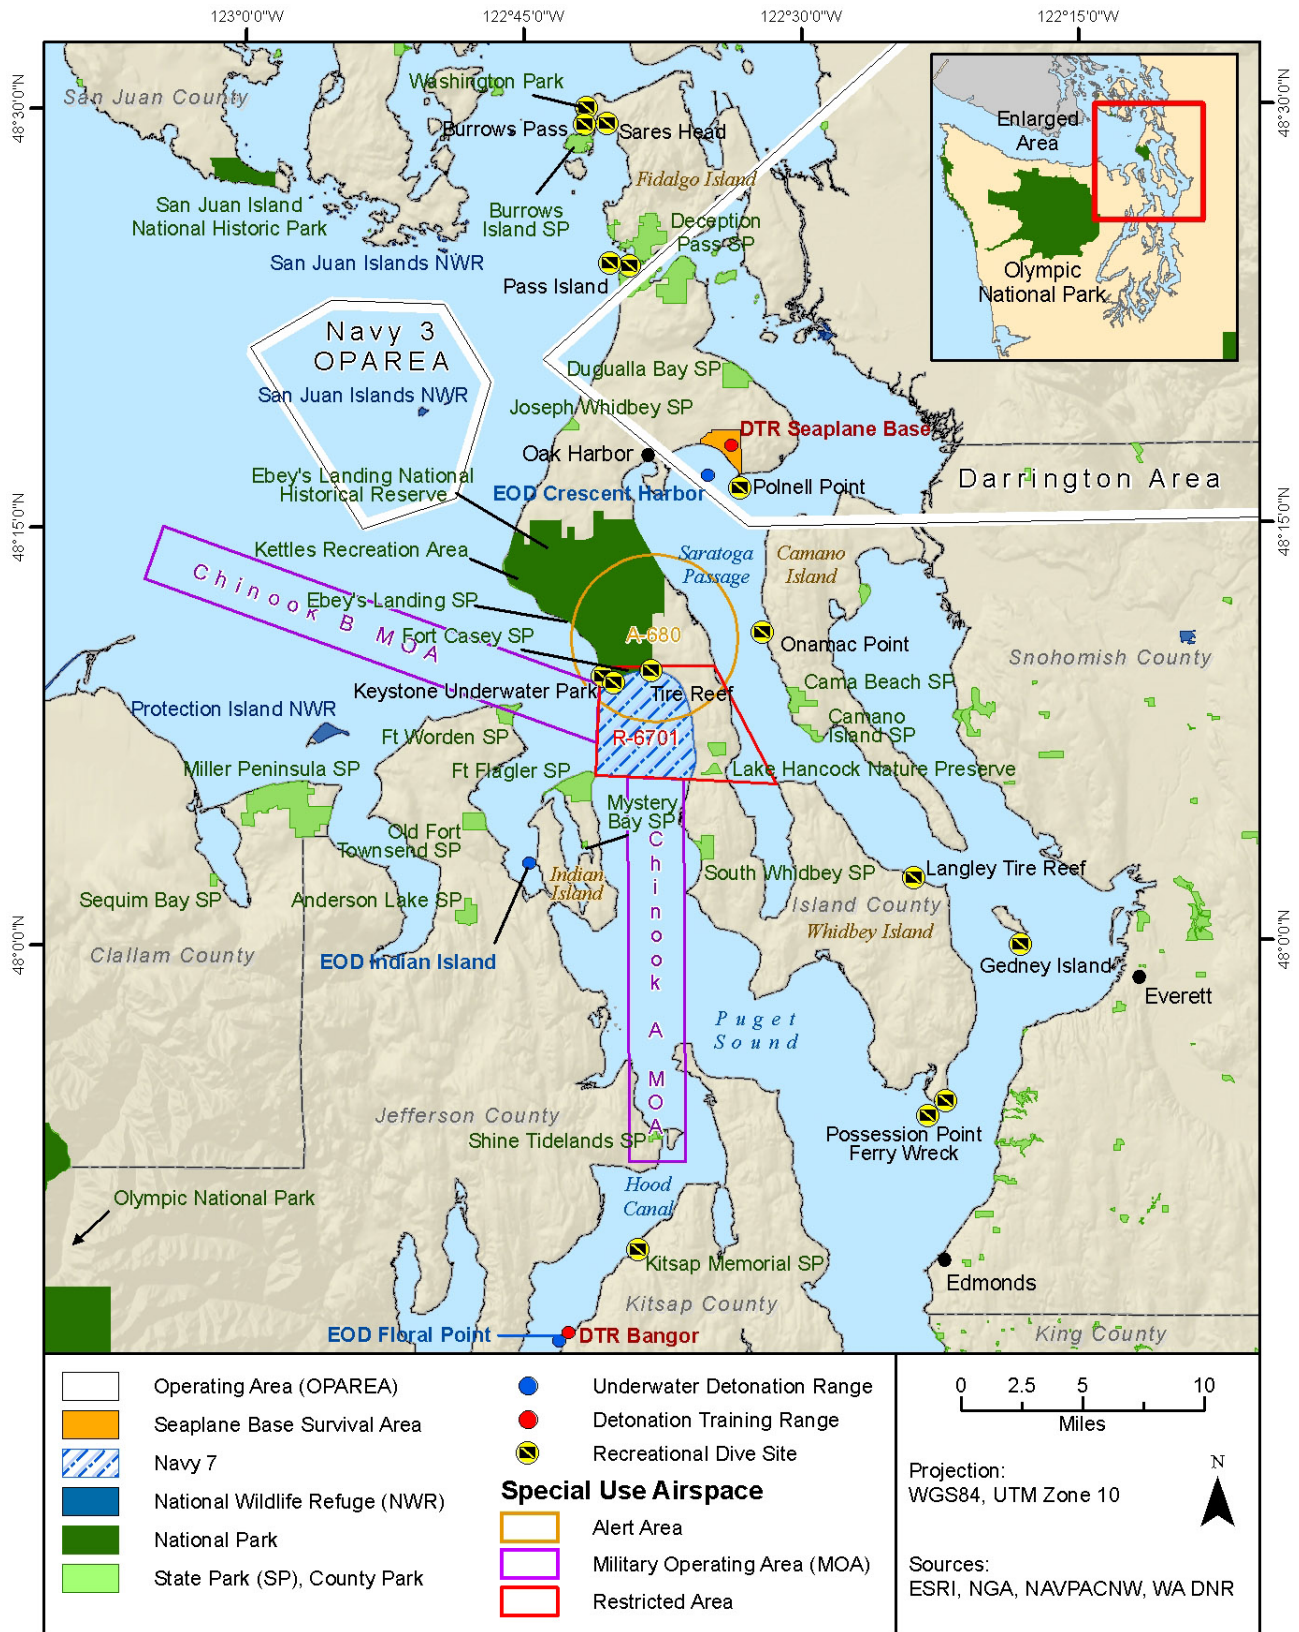 123°0'0"W
122°45'0"W
122°30'0"W
122°15'0"W
48°30'0"N
48°30'0"N
48°15'0"N
48°15'0"N
48°0'0"N
48°0'0"N
San Juan County
Washington Park
Burrows Pass
Sares Head
Fidalgo Island
San Juan Island
National Historic Park
Burrows
Island SP
Deception
Pass SP
San Juan Islands NWR
Pass Island
Enlarged
Area
Olympic
National Park
Navy 3
OPAREA
San Juan Islands NWR
Dugualla Bay SP
Joseph Whidbey SP
DTR Seaplane Base
Oak Harbor
Ebey's Landing National
Historical Reserve
EOD Crescent Harbor
Polnell Point
Darrington Area
Kettles Recreation Area
Saratoga
Passage
Camano
Island
Chinook B MOA
Ebey's Landing SP
Fort Casey SP
A-680
Onamac Point
Snohomish County
Keystone Underwater Park
Tire Reef
Cama Beach SP
Protection Island NWR
Ft Worden SP
R-6701
Camano
Island SP
Miller Peninsula SP
Ft Flagler SP
Lake Hancock Nature Preserve
Mystery
Bay SP
Old Fort
Townsend SP
Chinook A MOA
Indian
Island
South Whidbey SP
Langley Tire Reef
Sequim Bay SP
Anderson Lake SP
Island County
Whidbey Island
Clallam County
EOD Indian Island
Gedney Island
Everett
Puget
Sound
Jefferson County
Shine Tidelands SP
Possession Point
Ferry Wreck
Olympic National Park
Hood
Canal
Kitsap Memorial SP
Edmonds
Kitsap County
EOD Floral Point
DTR Bangor
King County
Operating Area (OPAREA)
Seaplane Base Survival Area
Navy 7
National Wildlife Refuge (NWR)
National Park
State Park (SP), County Park
Underwater Detonation Range
Detonation Training Range
Recreational Dive Site
Special Use Airspace
Alert Area
Military Operating Area (MOA)
Restricted Area
0 2.5 5 10
Miles
Projection:
WGS84, UTM Zone 10
N
Sources:
ESRI, NGA, NAVPACNW, WA DNR